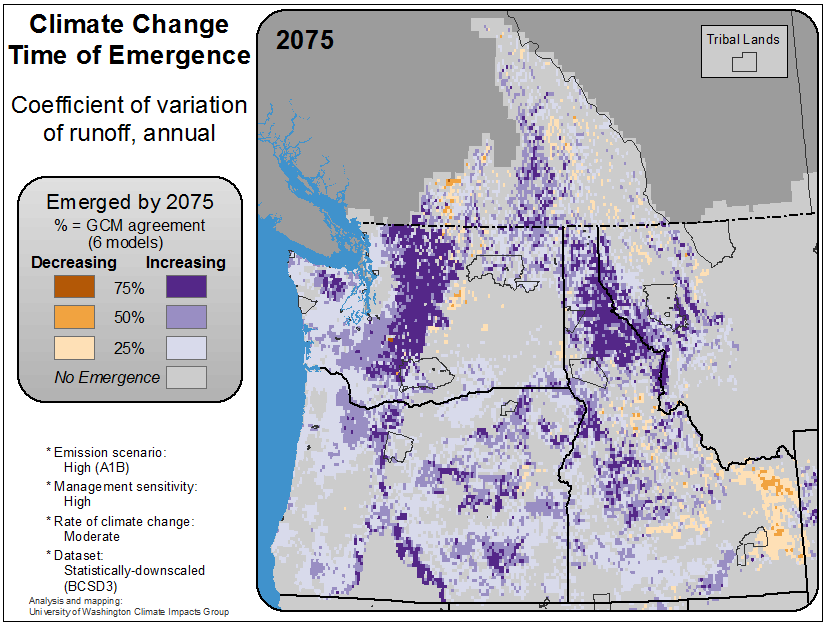 Climate Change
Time of Emergence
Coefficient of variation
of runoff, annual
Emerged by 2075
% = GCM agreement
(6 models)
Decreasing Increasing
75%
50%
25%
No Emergence
* Emission scenario:
High (A1B)
* Management sensitivity:
High
* Rate of climate change:
Moderate
* Dataset:
Statistically-downscaled
(BCSD3)
Analysis and mapping:
University of Washington Climate Impacts Group
2075
Tribal Lands